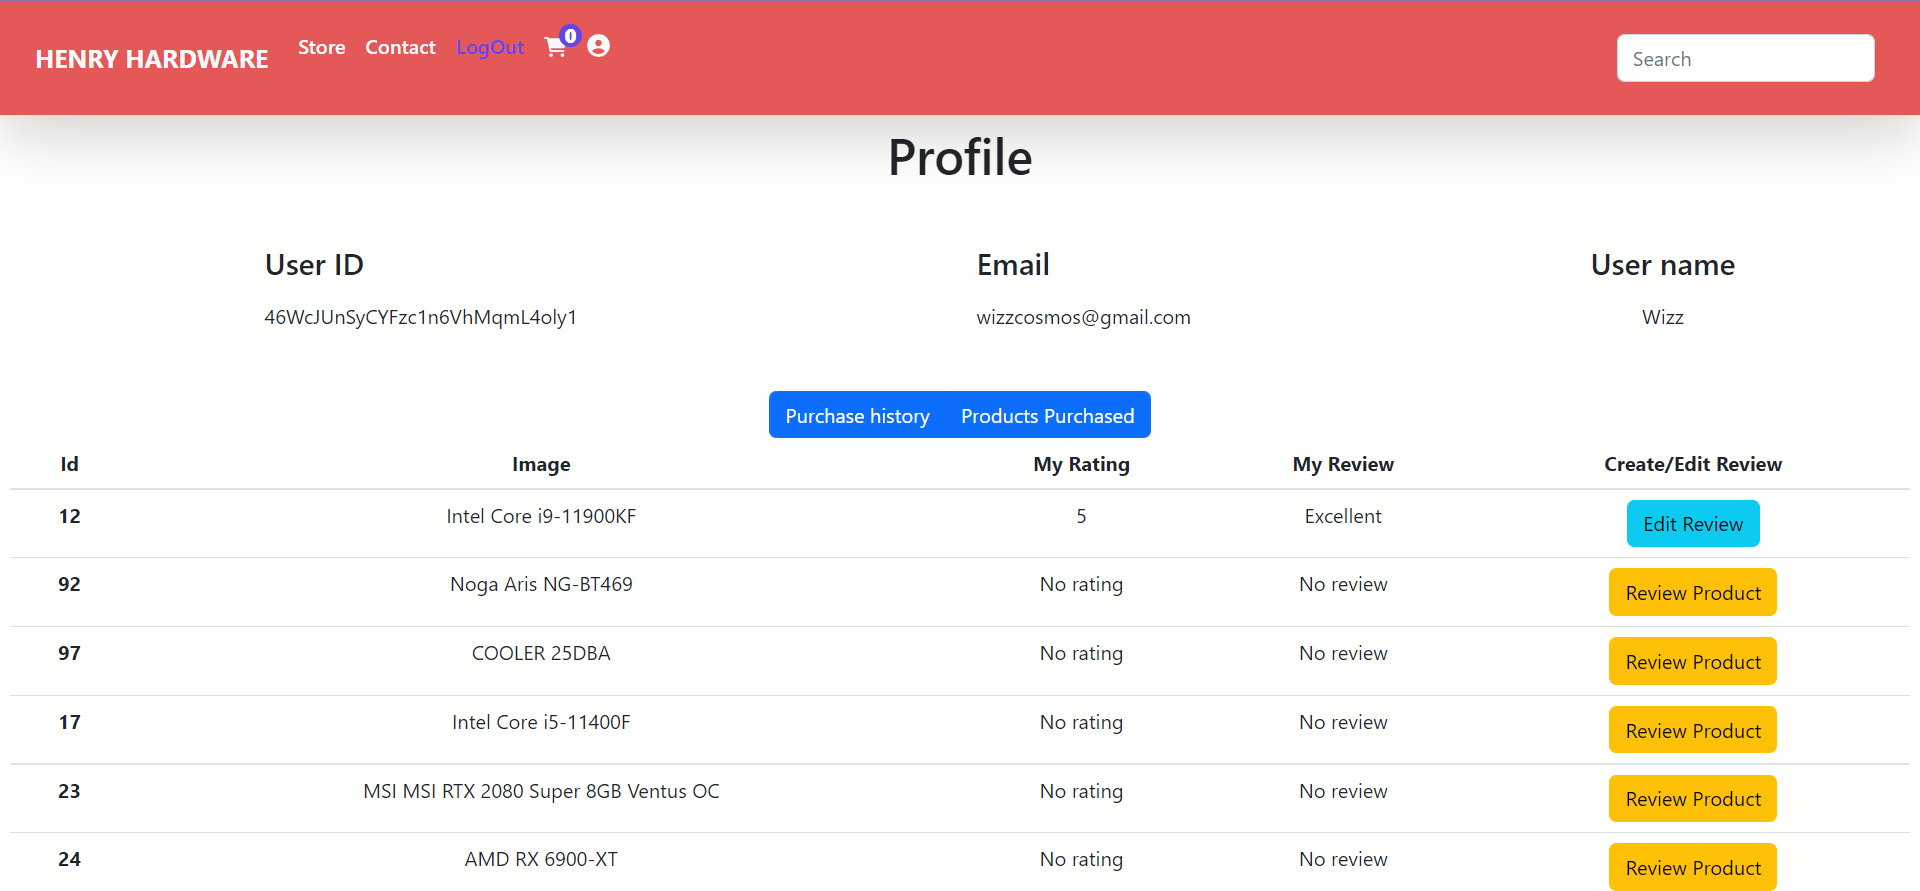 HENRY HARDWARE Store Contact LogOut 0 Search
Profile
User ID Email User name
46WcJUnSyCYFzc1n6VhMqmL4oly1 wizzcosmos@gmail.com Wizz
Purchase history Products Purchased
Id Image My Rating My Review Create/Edit Review
12 Intel Core i9-11900KF 5 Excellent Edit Review
92 Noga Aris NG-BT469 No rating No review Review Product
97 COOLER 25DBA No rating No review Review Product
17 Intel Core i5-11400F No rating No review Review Product
23 MSI MSI RTX 2080 Super 8GB Ventus OC No rating No review Review Product
24 AMD RX 6900-XT No rating No review Review Product